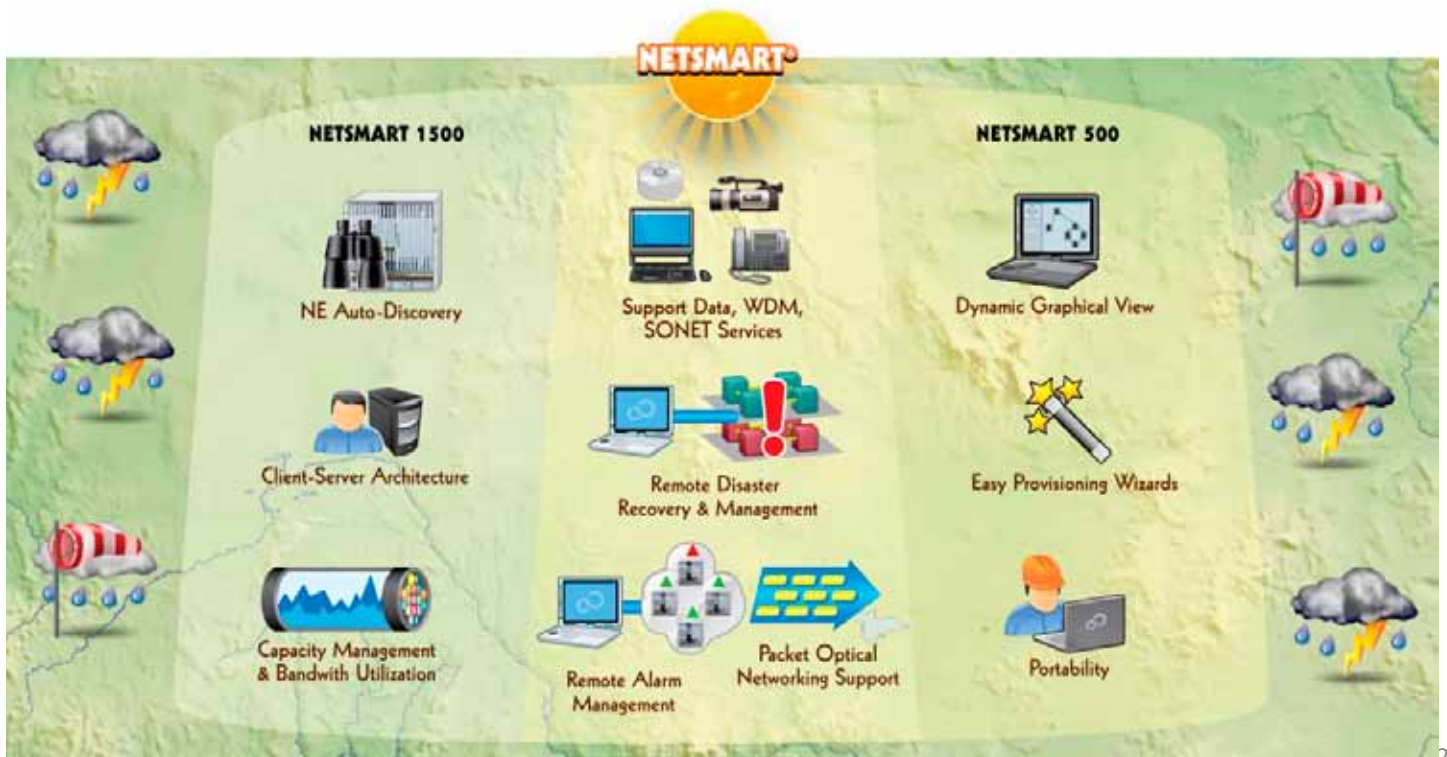 NETSMART®
NETSMART 1500
NE Auto-Discovery
Client-Server Architecture
Capacity Management
& Bandwith Utilization
Support Data, WDM,
SONET Services
Remote Disaster
Recovery & Management
Remote Alarm
Management
Packet Optical
Networking Support
NETSMART 500
Dynamic Graphical View
Easy Provisioning Wizards
Portability